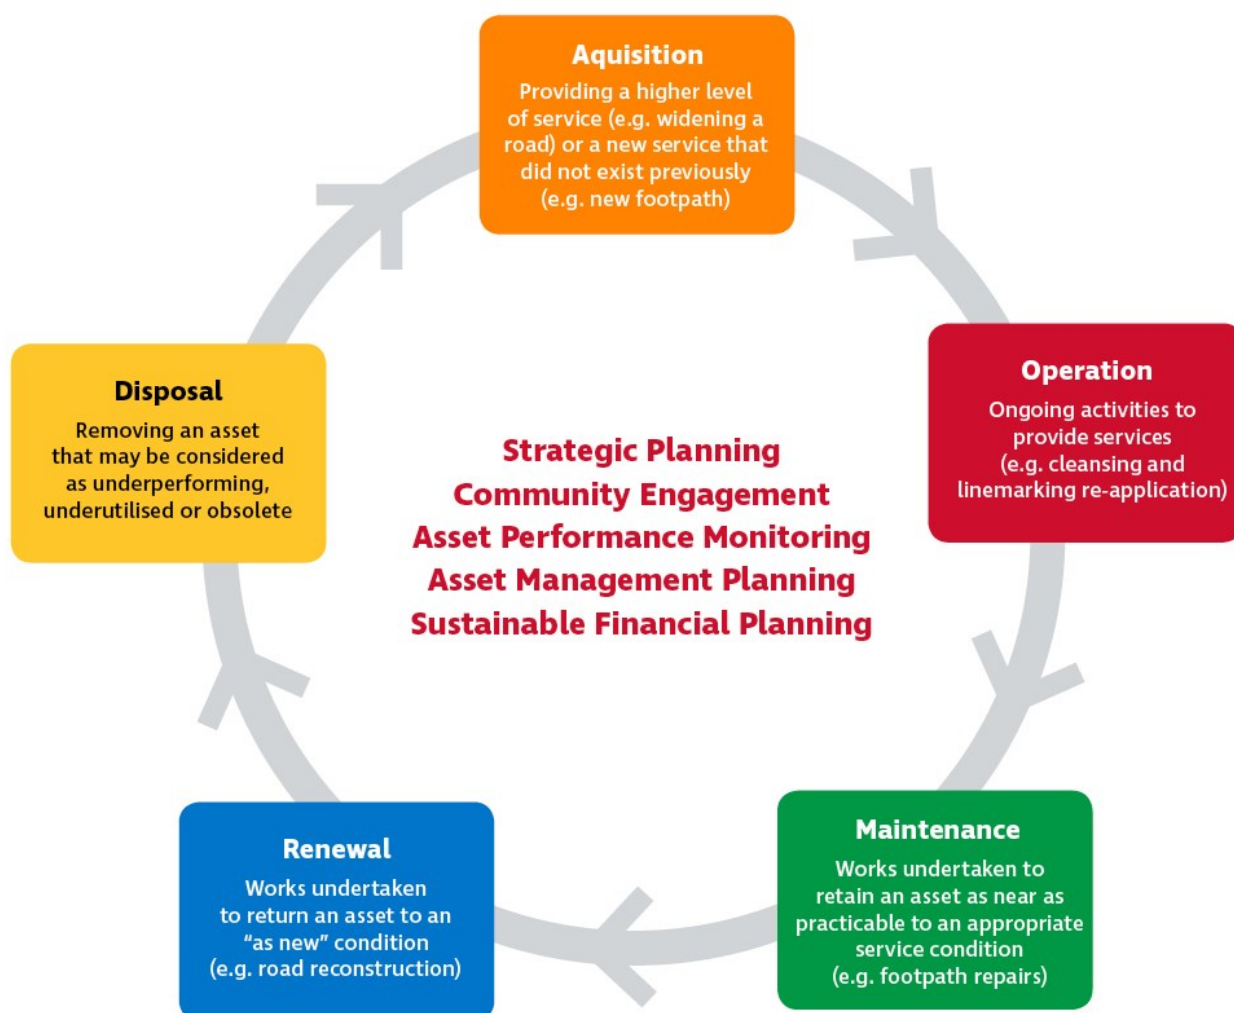 Aquisition
Providing a higher level
of service (e.g. widening a
road) or a new service that
did not exist previously
(e.g. new footpath)
Operation
Ongoing activities to
provide services
(e.g. cleansing and
linemarking re-application)
Maintenance
Works undertaken to
retain an asset as near as
practicable to an appropriate
service condition
(e.g. footpath repairs)
Renewal
Works undertaken
to return an asset to an
“as new” condition
(e.g. road reconstruction)
Disposal
Removing an asset
that may be considered
as underperforming,
underutilised or obsolete
Strategic Planning
Community Engagement
Asset Performance Monitoring
Asset Management Planning
Sustainable Financial Planning